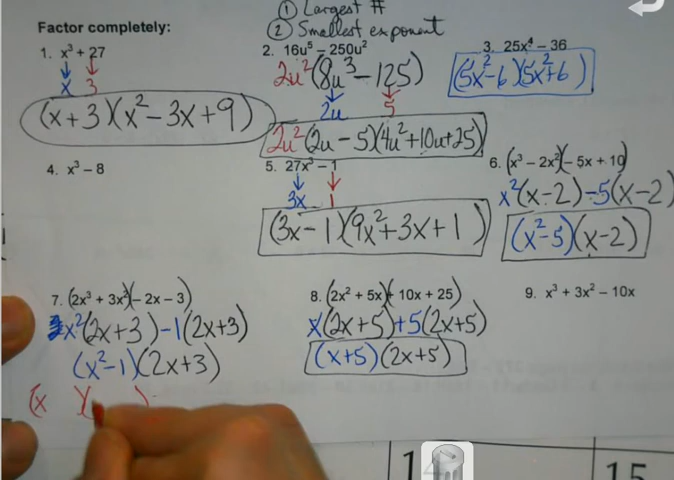 ① Largest #
② Smallest exponent
Factor completely:
1. x³ + 27
x 3
(x+3)(x²-3x+9)
2. 16u⁵ – 250u²
2u²(8u³-125)
2u 5
2u²(2u-5)(4u²+10u+25)
3. 25x⁴ – 36
(5x²-6)(5x²+6)
4. x³ – 8
5. 27x³ – 1
3x 1
(3x-1)(9x²+3x+1)
6. (x³ – 2x²)(– 5x + 10)
x²(x-2)-5(x-2)
(x²-5)(x-2)
7. (2x³ + 3x²)(– 2x – 3)
x²(2x+3)-1(2x+3)
(x²-1)(2x+3)
(x )( )
8. (2x² + 5x)(+ 10x + 25)
x(2x+5)+5(2x+5)
(x+5)(2x+5)
9. x³ + 3x² – 10x
15